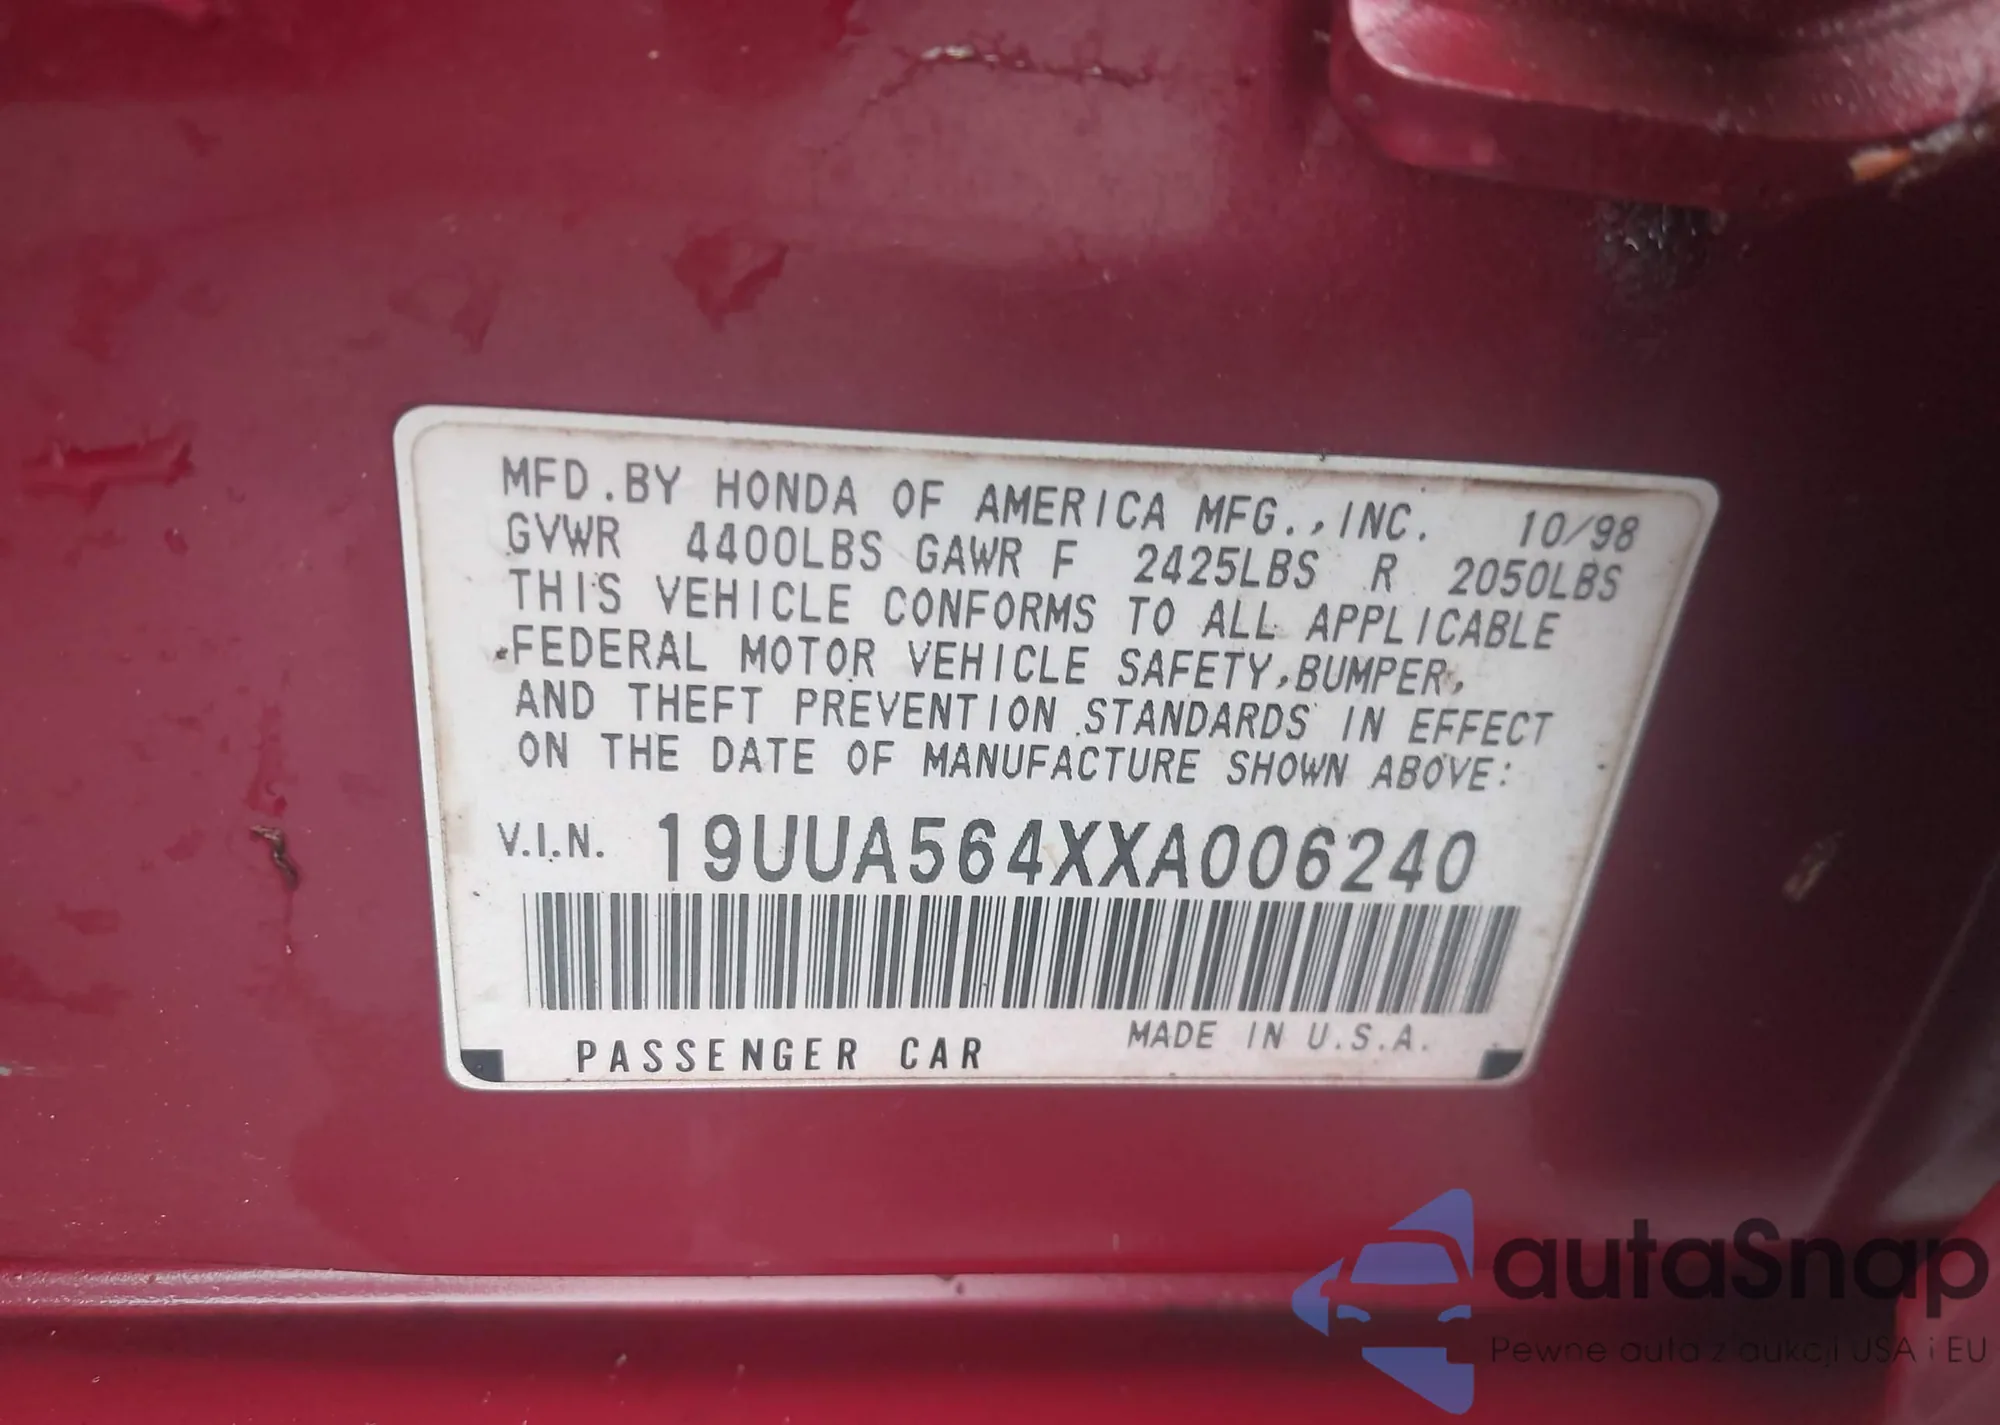 MFD.BY HONDA OF AMERICA MFG.,INC. 10/98
GVWR 4400LBS GAWR F 2425LBS R 2050LBS
THIS VEHICLE CONFORMS TO ALL APPLICABLE
FEDERAL MOTOR VEHICLE SAFETY,BUMPER,
AND THEFT PREVENTION STANDARDS IN EFFECT
ON THE DATE OF MANUFACTURE SHOWN ABOVE:
V.I.N. 19UUA564XXA006240
PASSENGER CAR MADE IN U.S.A.
autaSnap
Pewne auta z aukcji USA i EU